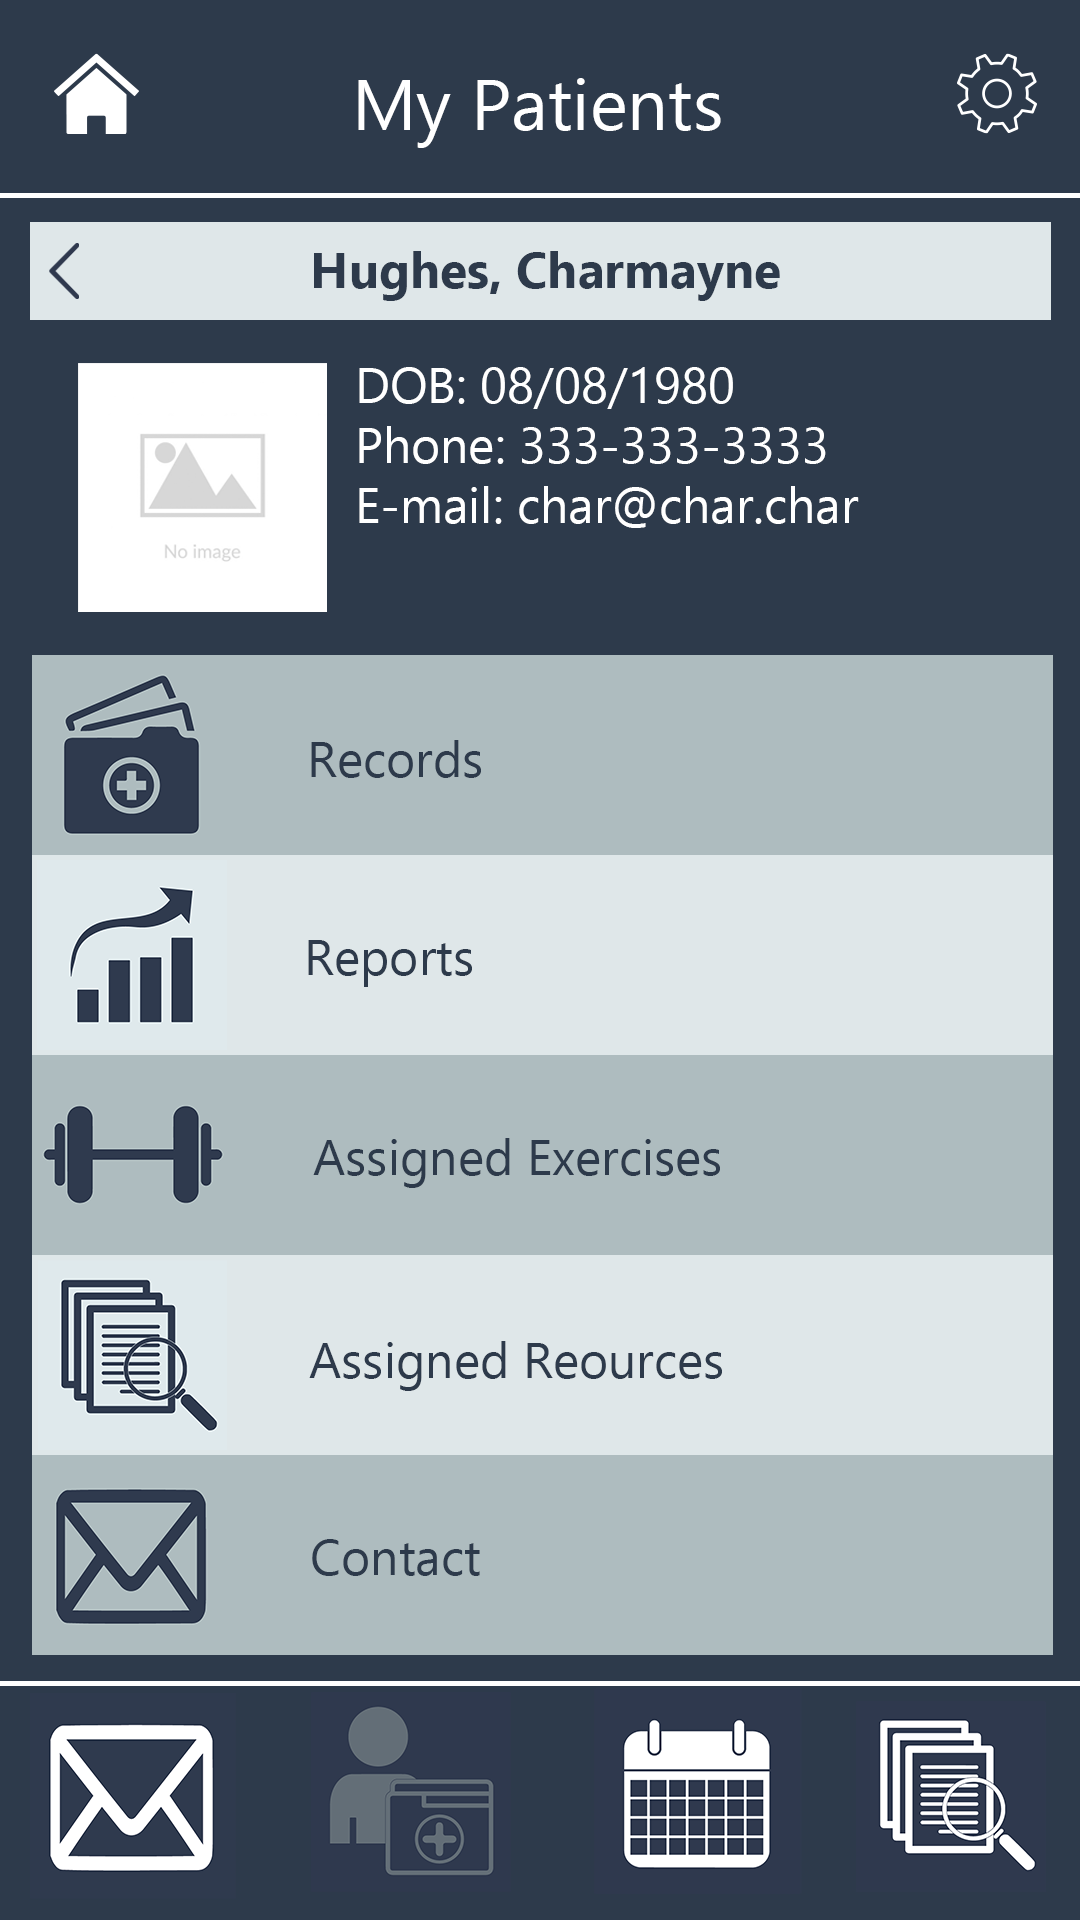 My Patients
Hughes, Charmayne
DOB: 08/08/1980
Phone: 333-333-3333
E-mail: char@char.char
No image
Records
Reports
Assigned Exercises
Assigned Reources
Contact